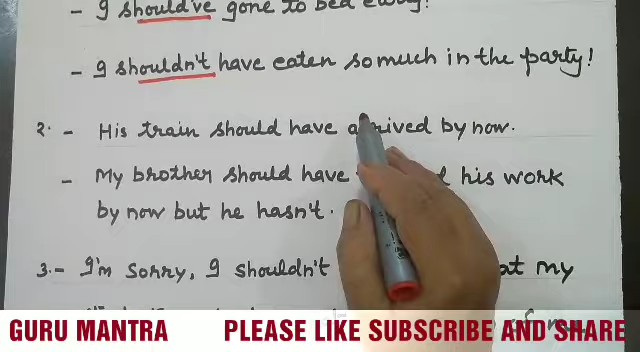 - I should've gone to bed
- I shouldn't have eaten so much in the party!
2. - His train should have arrived by now.
- My brother should have his work
by now but he hasn't.
3. - I'm sorry, I shouldn't at my
GURU MANTRA PLEASE LIKE SUBSCRIBE AND SHARE